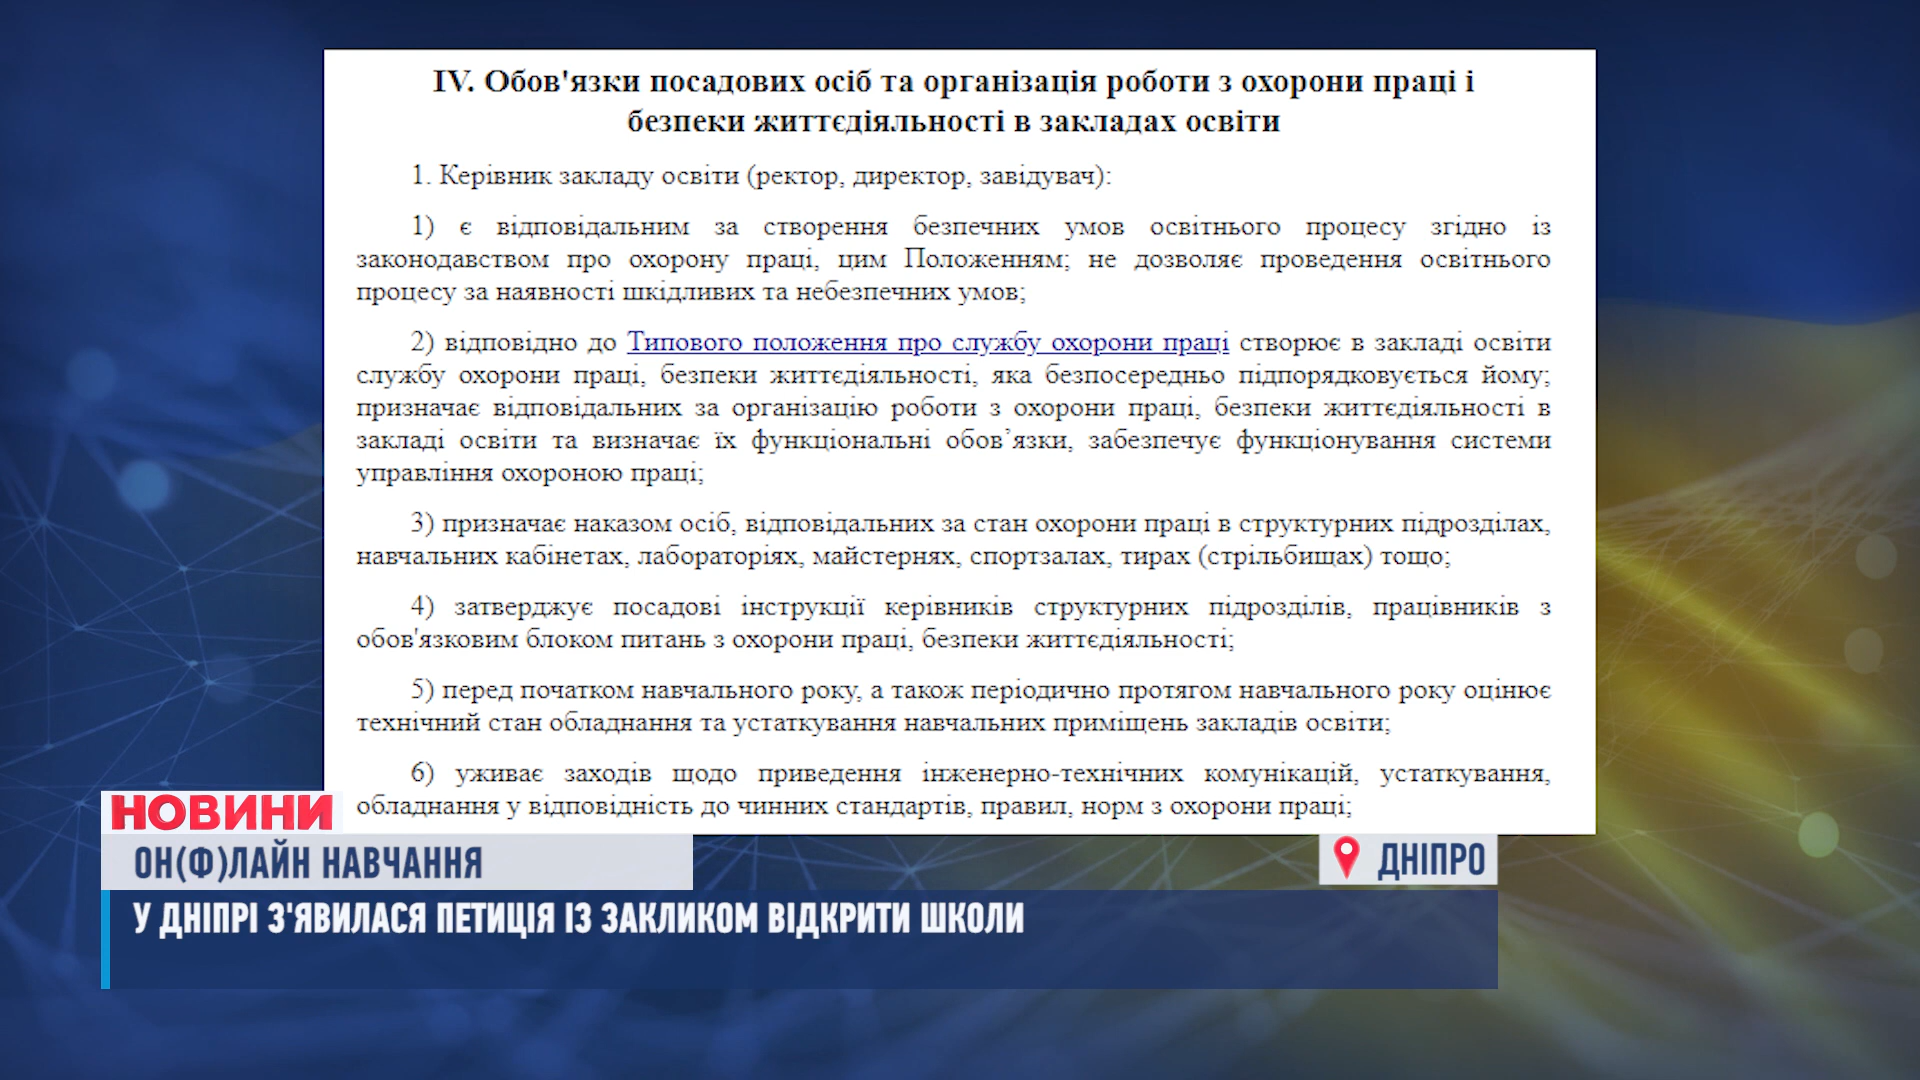 IV. Обов'язки посадових осіб та організація роботи з охорони праці і
безпеки життєдіяльності в закладах освіти
1. Керівник закладу освіти (ректор, директор, завідувач):
1) є відповідальним за створення безпечних умов освітнього процесу згідно із
законодавством про охорону праці, цим Положенням; не дозволяє проведення освітнього
процесу за наявності шкідливих та небезпечних умов;
2) відповідно до Типового положення про службу охорони праці створює в закладі освіти
службу охорони праці, безпеки життєдіяльності, яка безпосередньо підпорядковується йому;
призначає відповідальних за організацію роботи з охорони праці, безпеки життєдіяльності в
закладі освіти та визначає їх функціональні обов’язки, забезпечує функціонування системи
управління охороною праці;
3) призначає наказом осіб, відповідальних за стан охорони праці в структурних підрозділах,
навчальних кабінетах, лабораторіях, майстернях, спортзалах, тирах (стрільбищах) тощо;
4) затверджує посадові інструкції керівників структурних підрозділів, працівників з
обов'язковим блоком питань з охорони праці, безпеки життєдіяльності;
5) перед початком навчального року, а також періодично протягом навчального року оцінює
технічний стан обладнання та устаткування навчальних приміщень закладів освіти;
6) уживає заходів щодо приведення інженерно-технічних комунікацій, устаткування,
обладнання у відповідність до чинних стандартів, правил, норм з охорони праці;
НОВИНИ
ОН(Ф)ЛАЙН НАВЧАННЯ
ДНІПРО
У ДНІПРІ З'ЯВИЛАСЯ ПЕТИЦІЯ ІЗ ЗАКЛИКОМ ВІДКРИТИ ШКОЛИ